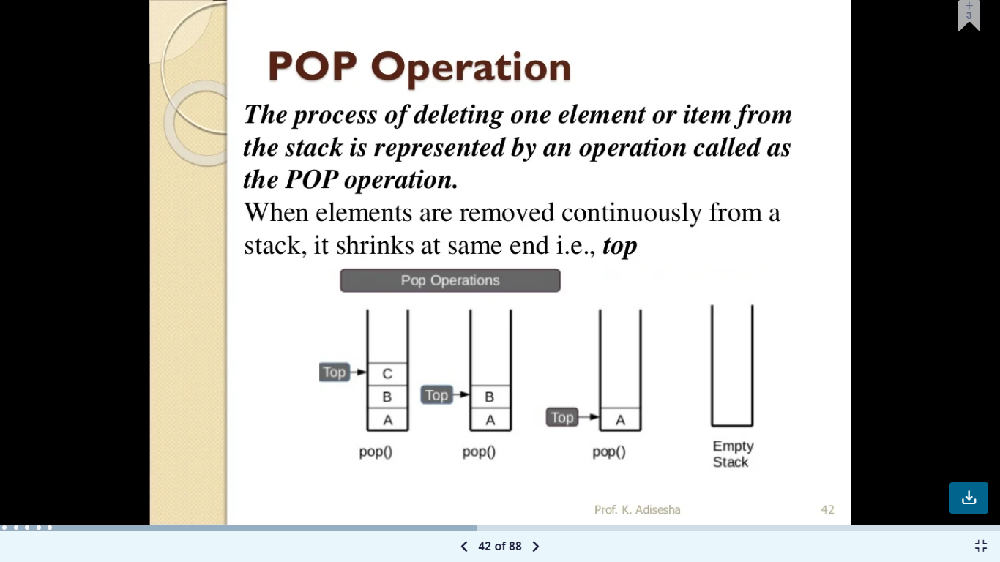 +
3
POP Operation
The process of deleting one element or item from
the stack is represented by an operation called as
the POP operation.
When elements are removed continuously from a
stack, it shrinks at same end i.e., top
Pop Operations
Top
C
B
A
pop()
Top
B
A
pop()
Top
A
pop()
Empty
Stack
Prof. K. Adisesha
42
42 of 88